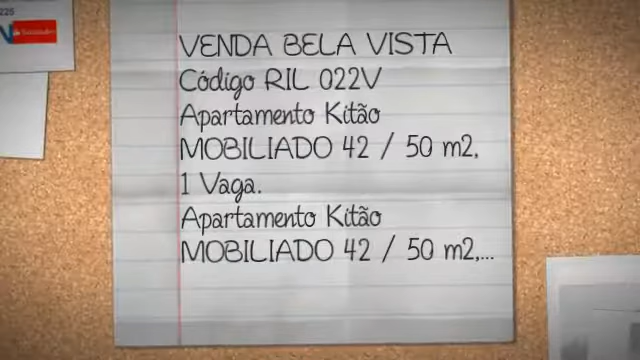 225
VENDA BELA VISTA
Código RIL 022V
Apartamento Kitão
MOBILIADO 42 / 50 m2,
1 Vaga.
Apartamento Kitão
MOBILIADO 42 / 50 m2,...